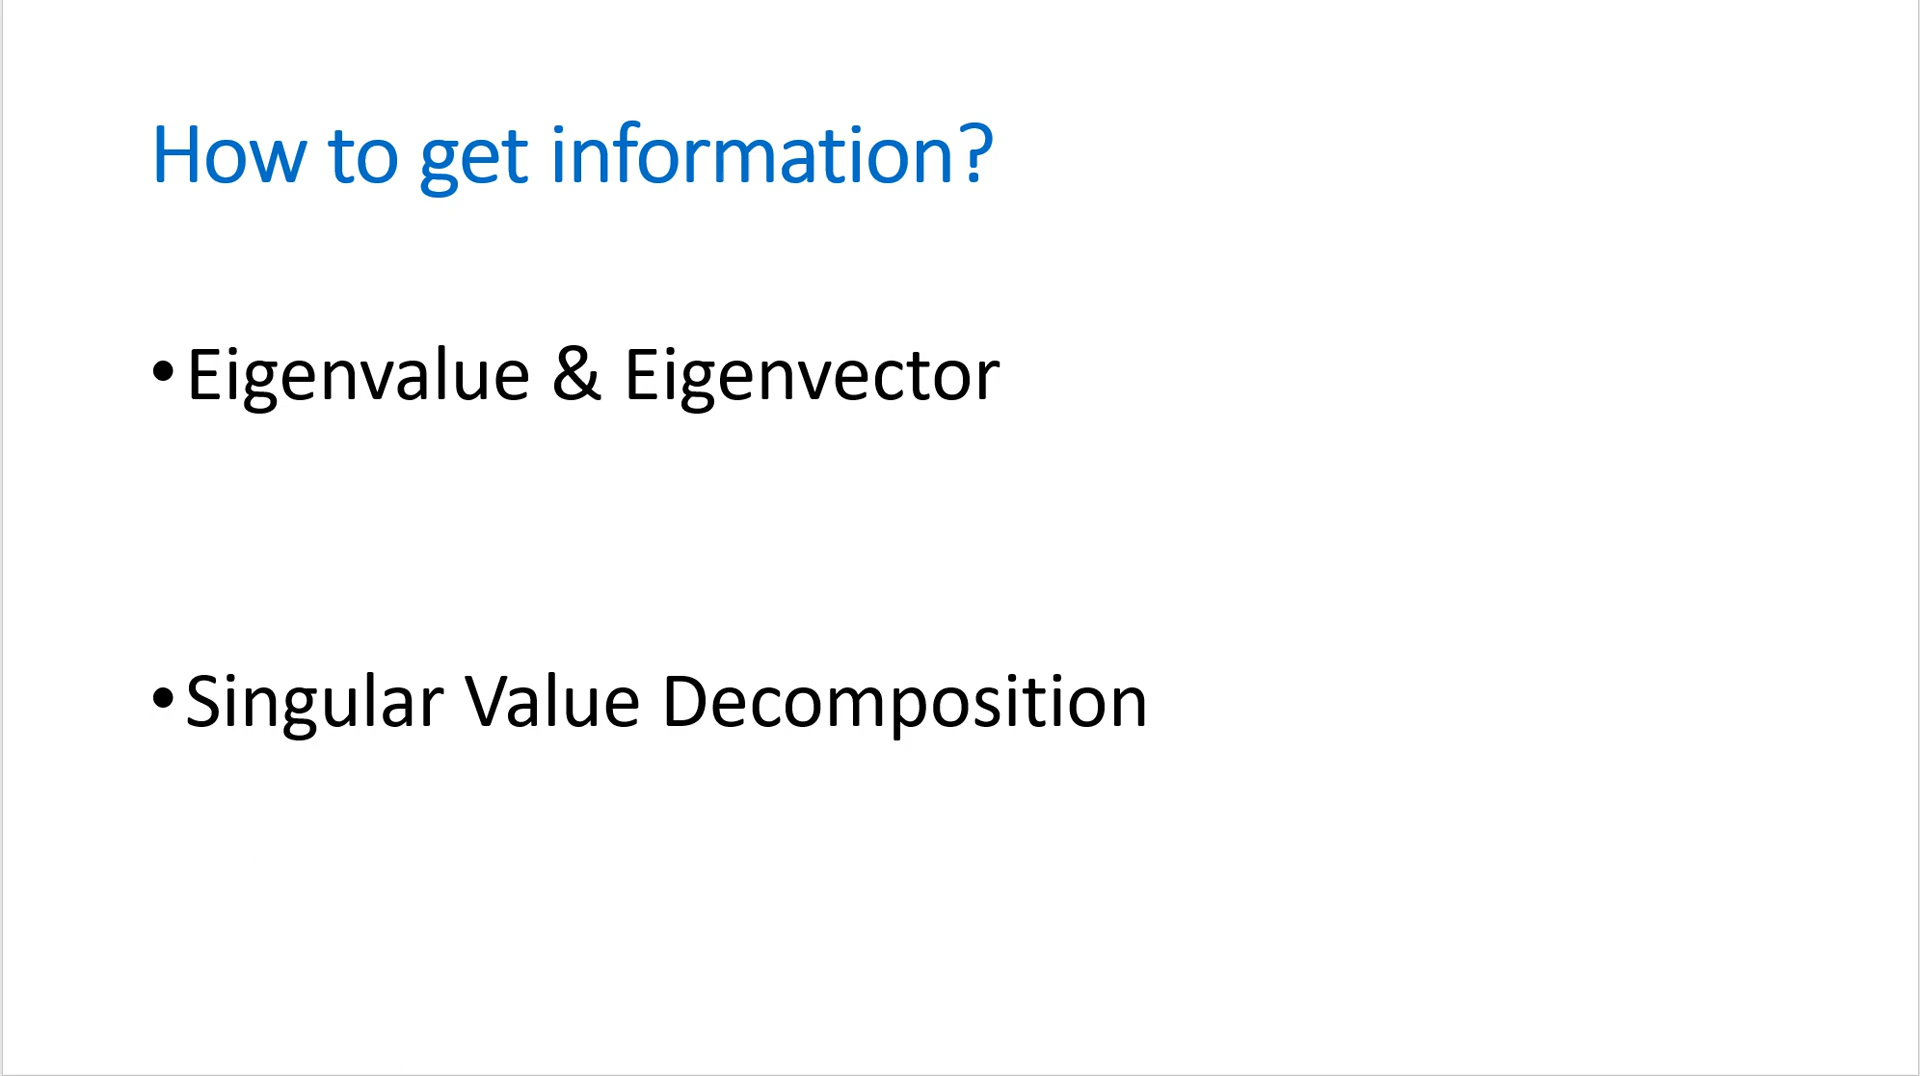 How to get information?
•Eigenvalue & Eigenvector
•Singular Value Decomposition